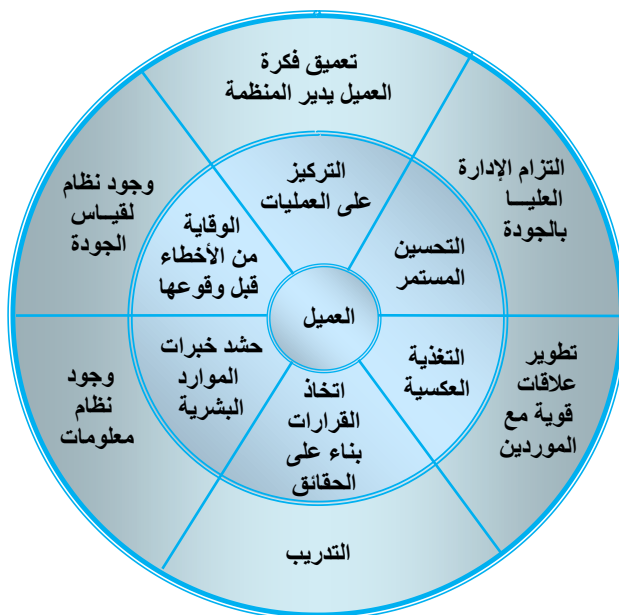 تعميق فكرة
العميل يدير المنظمة
التزام الإدارة
العليـــا
بالجودة
تطوير
علاقات
قوية مع
الموردين
التدريب
وجود
نظام
معلومات
وجود نظام
لقيـــاس
الجودة
التركيز
على العمليات
التحسين
المستمر
التغذية
العكسية
اتخاذ
القرارات
بناء على
الحقائق
حشد خبرات
الموارد
البشرية
الوقاية
من الأخطاء
قبل وقوعها
العميل